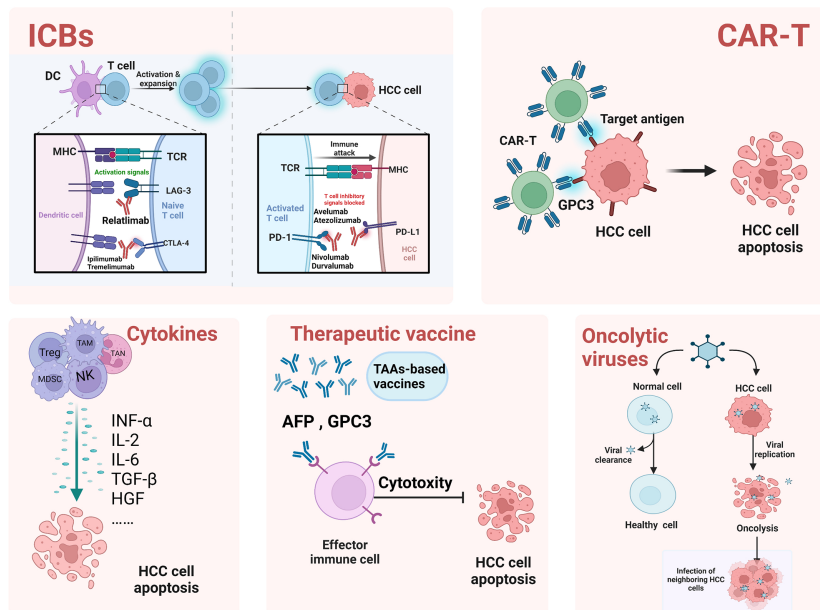 ICBs
DC
T cell
Activation &
expansion
HCC cell
MHC
TCR
Activation signals
LAG-3
Dendritic cell
Naive
T cell
Relatlimab
CTLA-4
Ipilimumab
Tremelimumab
Immune
attack
TCR
MHC
T cell inhibitory
signals blocked
Activated
T cell
Avelumab
Atezolizumab
PD-1
PD-L1
HCC
cell
Nivolumab
Durvalumab
CAR-T
Target antigen
CAR-T
GPC3
HCC cell
HCC cell
apoptosis
Cytokines
Treg
TAM
TAN
MDSC
NK
INF-α
IL-2
IL-6
TGF-β
HGF
......
HCC cell
apoptosis
Therapeutic vaccine
TAAs-based
vaccines
AFP , GPC3
Cytotoxity
Effector
immune cell
HCC cell
apoptosis
Oncolytic
viruses
Normal cell
HCC cell
Viral
clearance
Viral
replication
Healthy cell
Oncolysis
Infection of
neighboring HCC
cells